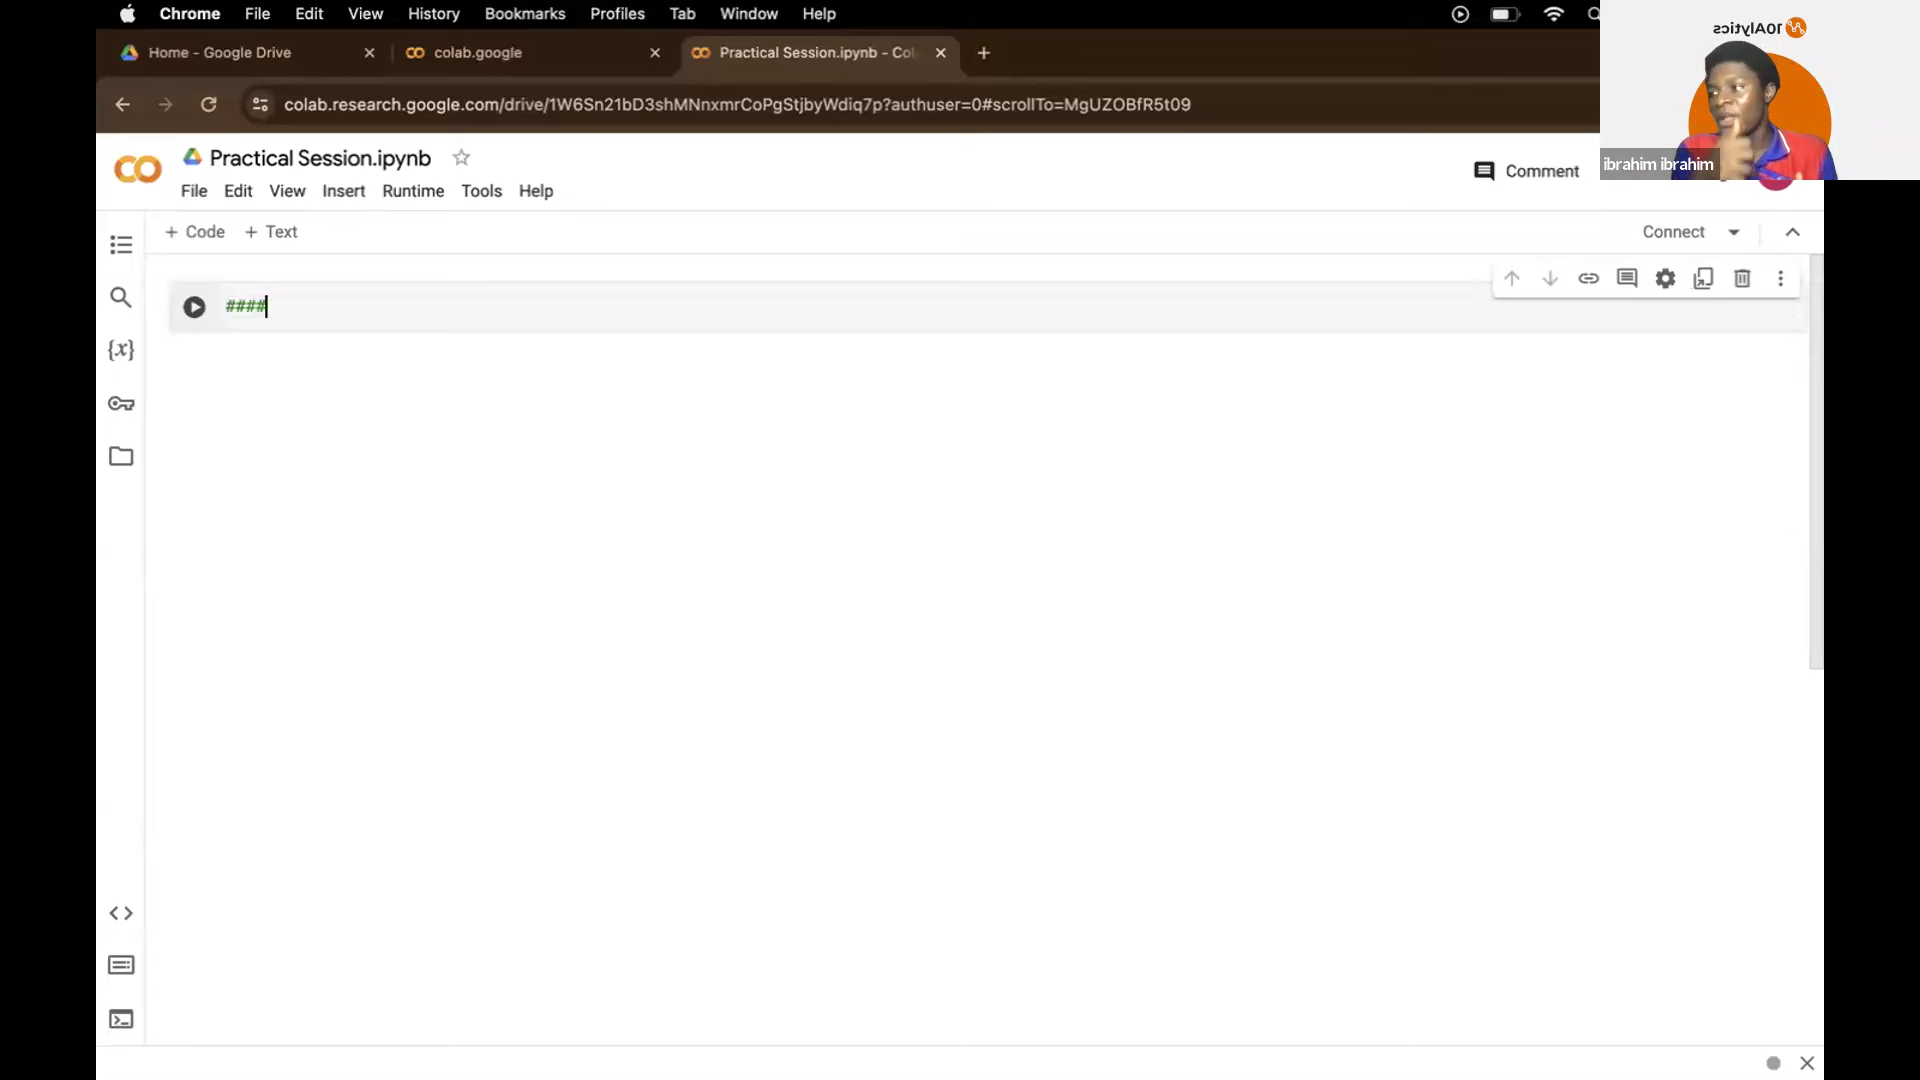 Chrome File Edit View History Bookmarks Profiles Tab Window Help
Home - Google Drive
colab.google
Practical Session.ipynb - Col
10Alytics
colab.research.google.com/drive/1W6Sn21bD3shMNnxmrCoPgStjbyWdiq7p?authuser=0#scrollTo=MgUZOBfR5t09
CO
Practical Session.ipynb
Comment
ibrahim ibrahim
File Edit View Insert Runtime Tools Help
+ Code + Text
Connect
####
{x}